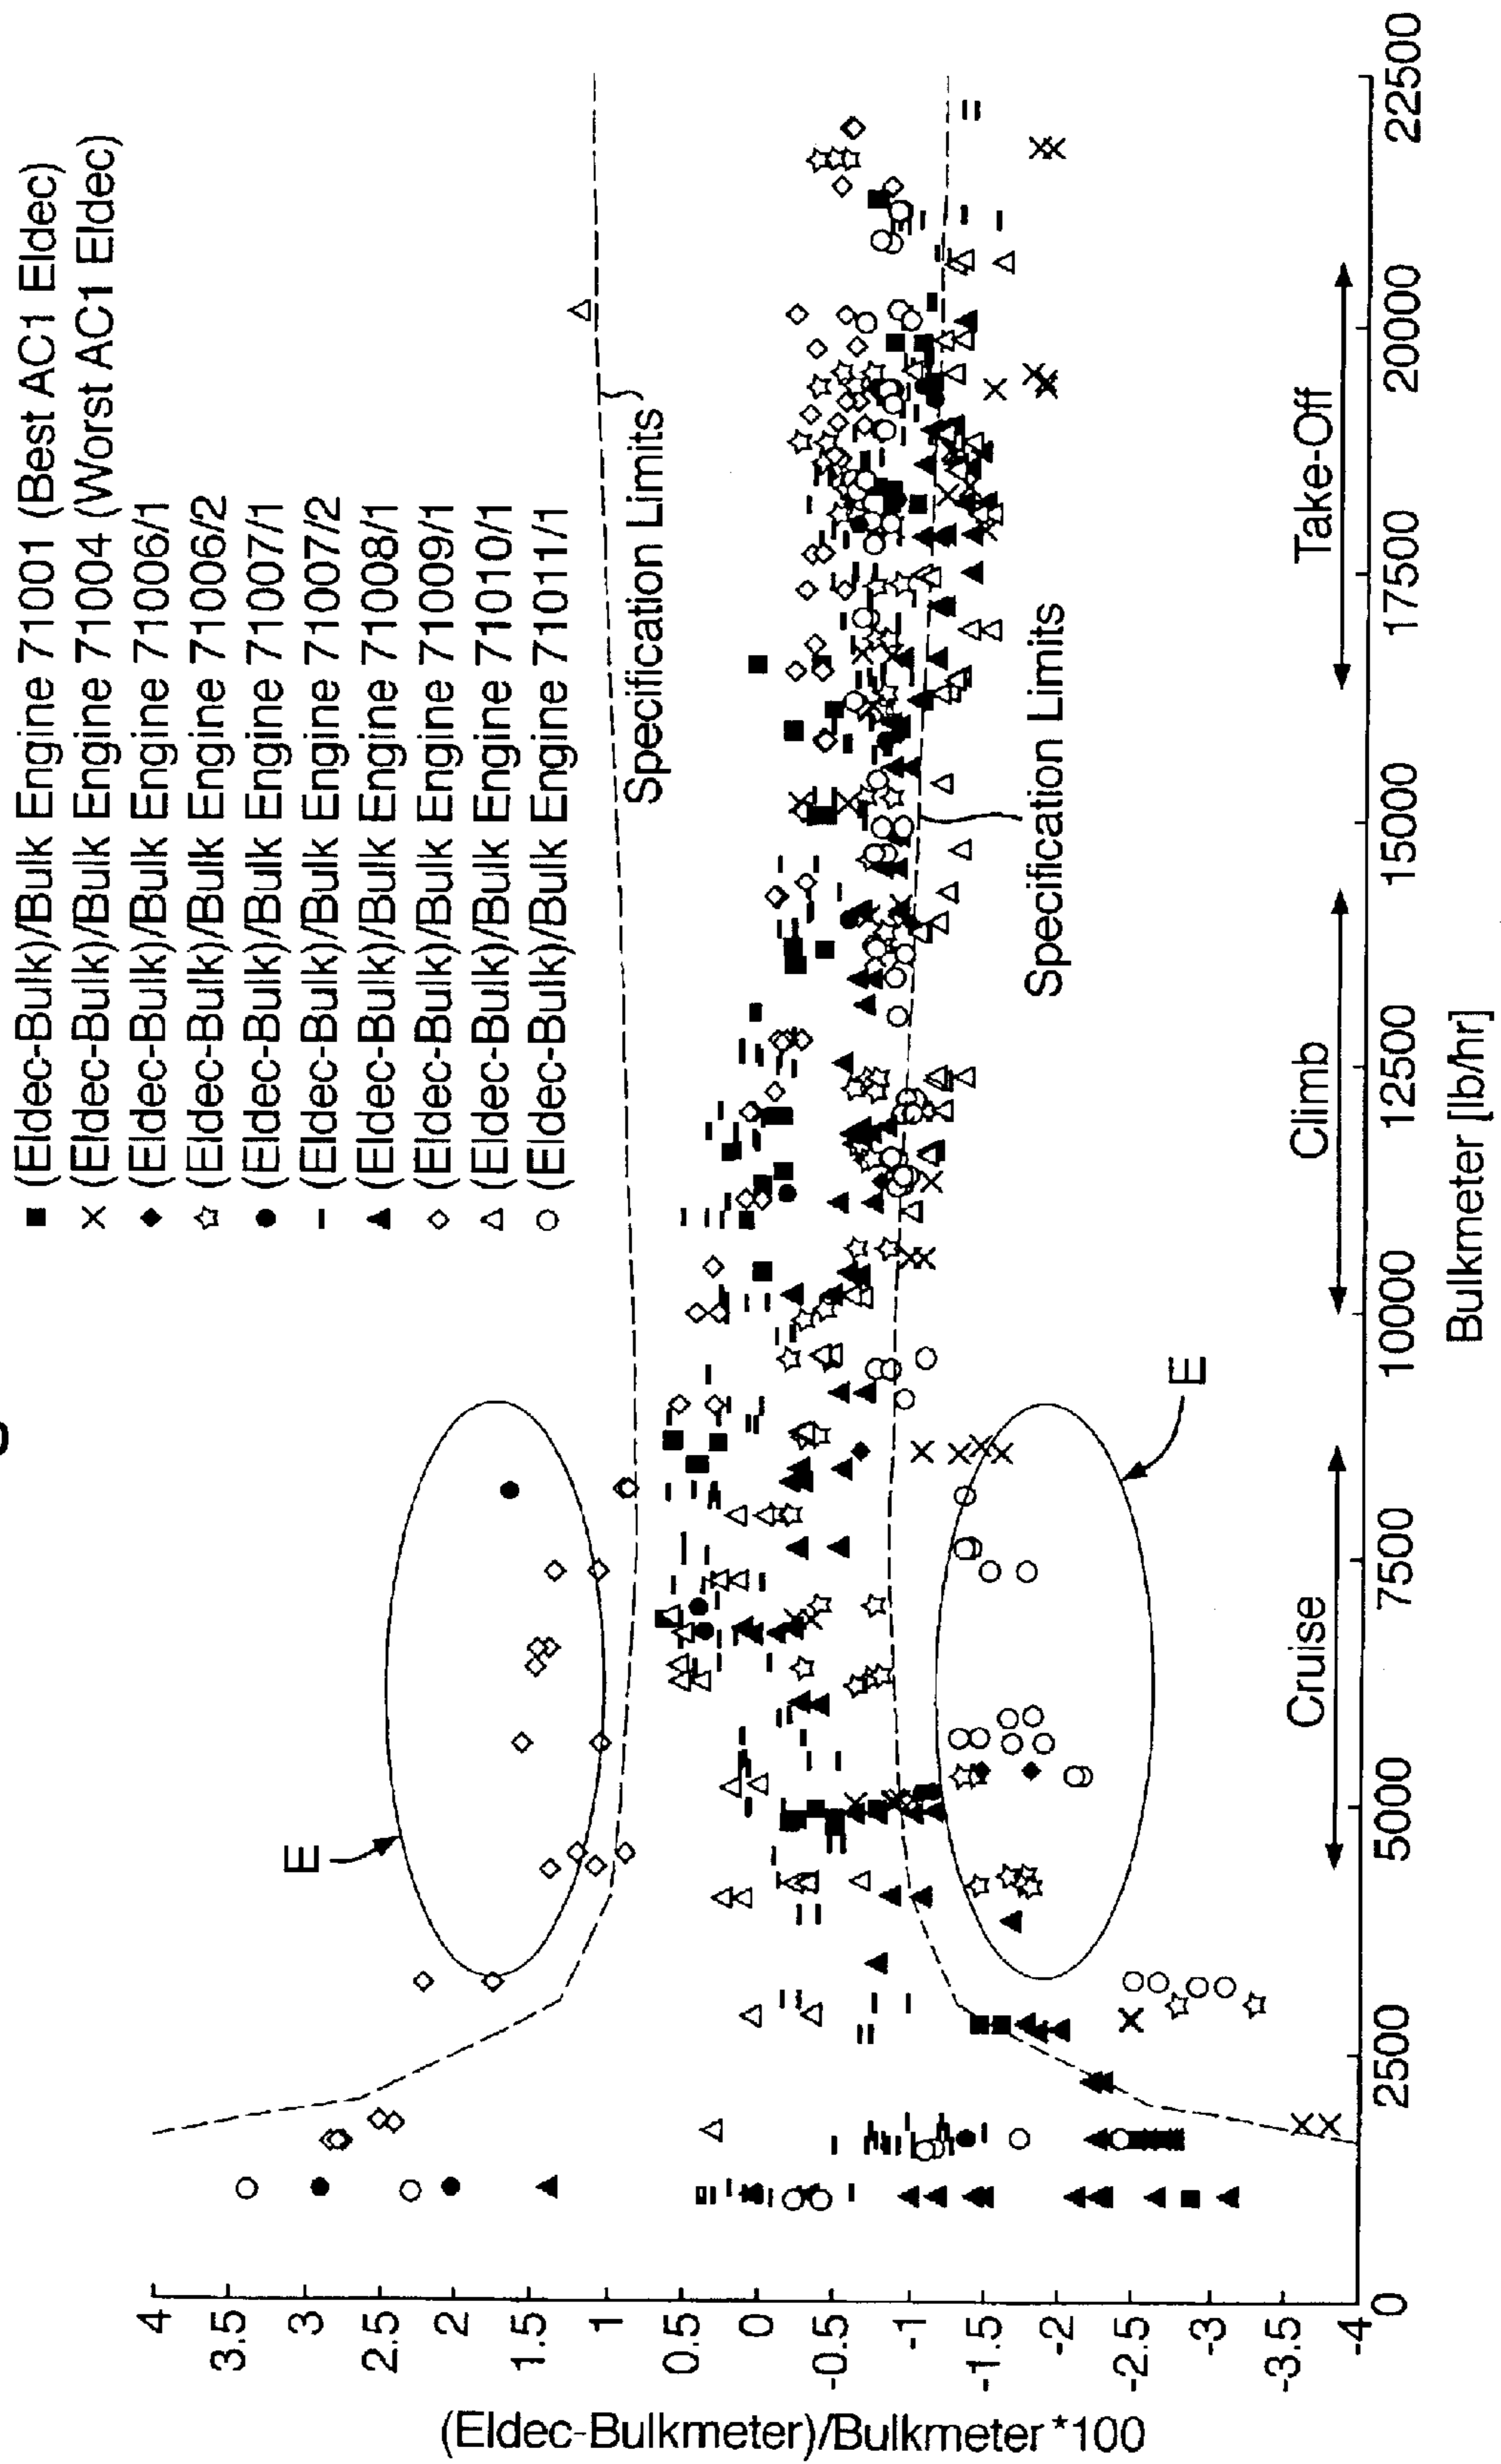 (Eldec-Bulk)/Bulk Engine 71001 (Best AC1 Eldec)
(Eldec-Bulk)/Bulk Engine 71004 (Worst AC1 Eldec)
(Eldec-Bulk)/Bulk Engine 71006/1
(Eldec-Bulk)/Bulk Engine 71006/2
(Eldec-Bulk)/Bulk Engine 71007/1
(Eldec-Bulk)/Bulk Engine 71007/2
(Eldec-Bulk)/Bulk Engine 71008/1
(Eldec-Bulk)/Bulk Engine 71009/1
(Eldec-Bulk)/Bulk Engine 71010/1
(Eldec-Bulk)/Bulk Engine 71011/1
4
3.5
3
2.5
2
1.5
1
0.5
0
-0.5
-1
-1.5
-2
-2.5
-3
-3.5
-4
(Eldec-Bulkmeter)/Bulkmeter*100
E
Specification Limits
Specification Limits
E
Cruise
Climb
Take-Off
0
2500
5000
7500
10000
12500
15000
17500
20000
22500
Bulkmeter [lb/hr]